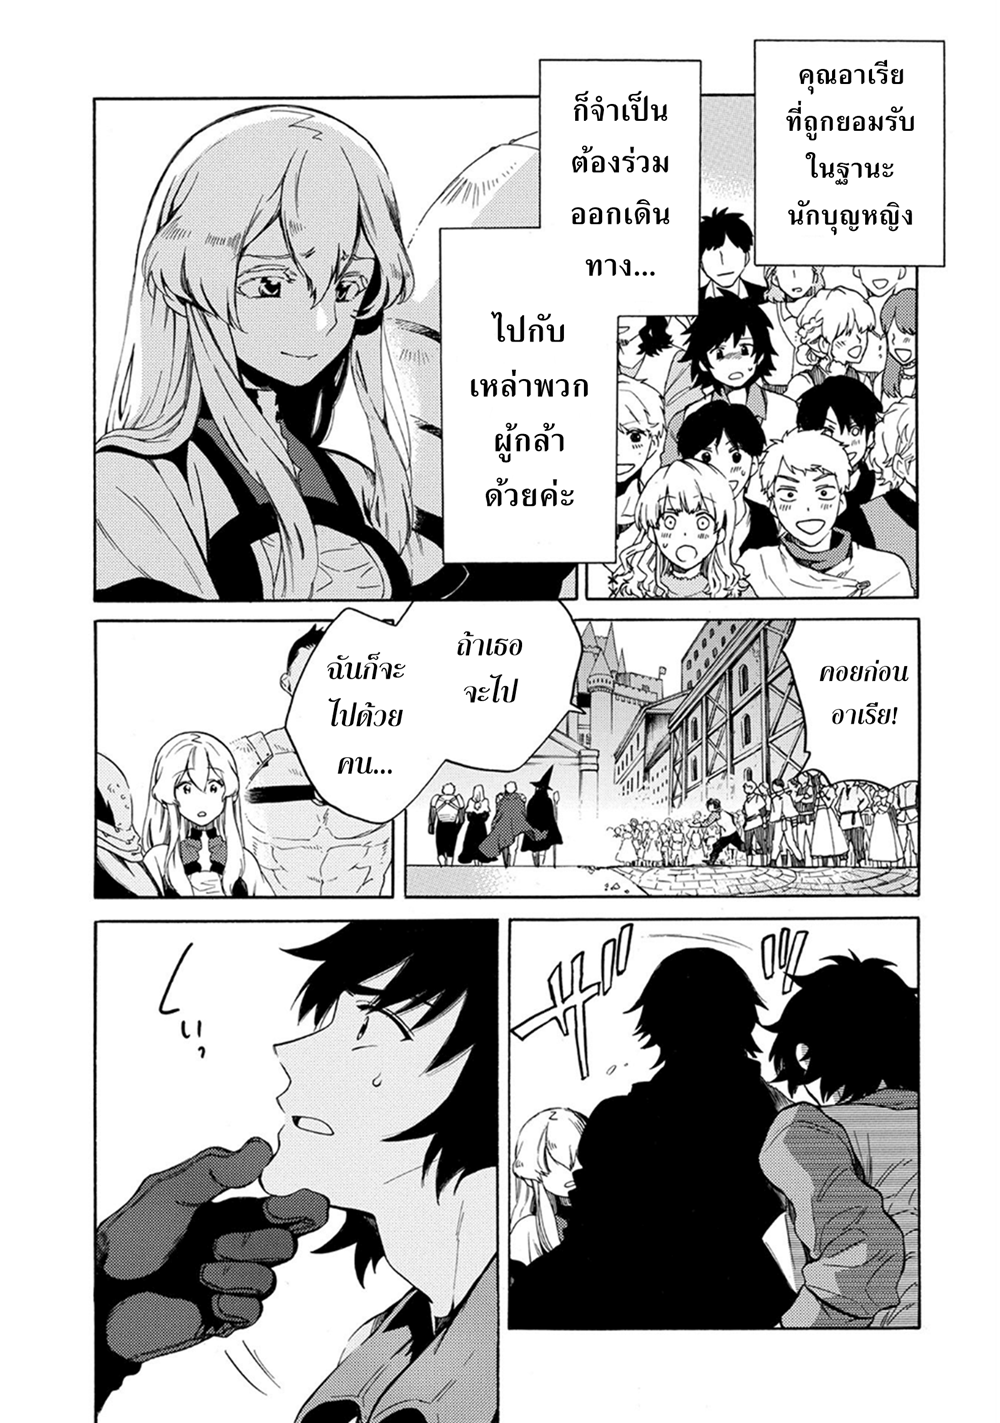 คุณอาเรีย
ที่ถูกยอมรับ
ในฐานะ
นักบุญหญิง
ก็จำเป็น
ต้องร่วม
ออกเดิน
ทาง...
ไปกับ
เหล่าพวก
ผู้กล้า
ด้วยค่ะ
คอยก่อน
อาเรีย!
ถ้าเธอ
จะไป
ฉันก็จะ
ไปด้วย
คน...
ザッ
くい?